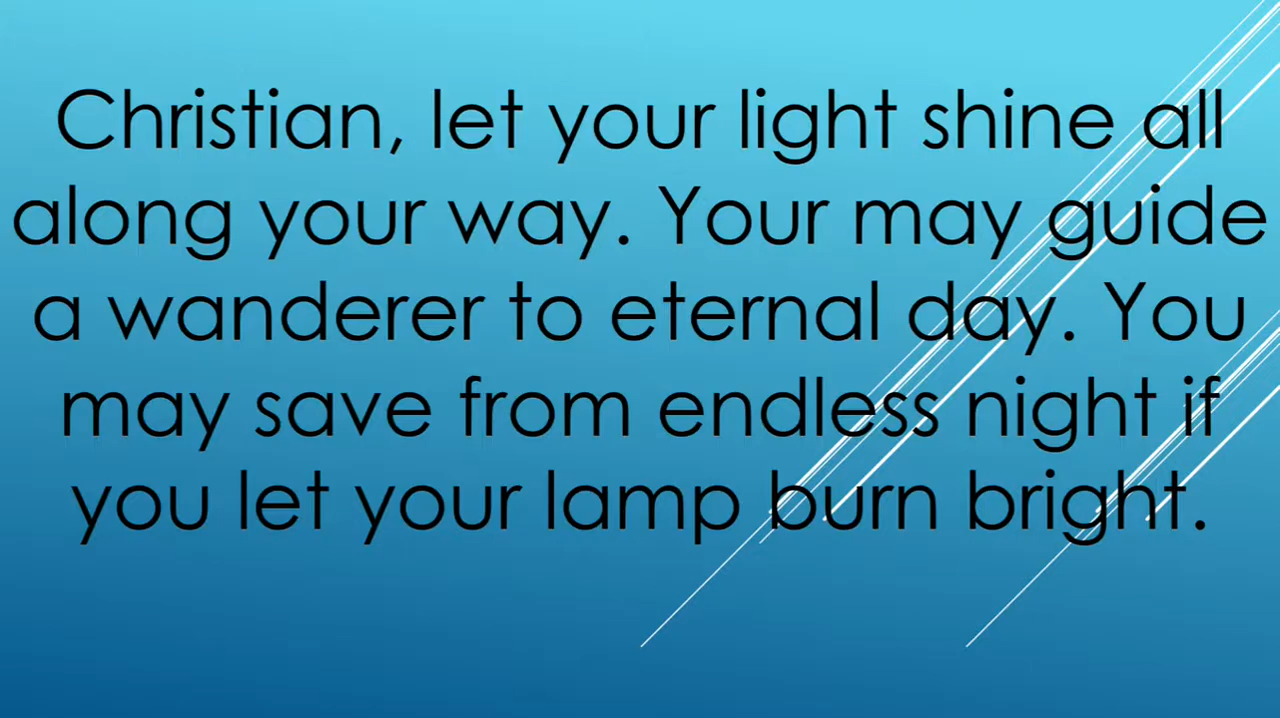 Christian, let your light shine all
along your way. Your may guide
a wanderer to eternal day. You
may save from endless night if
you let your lamp burn bright.